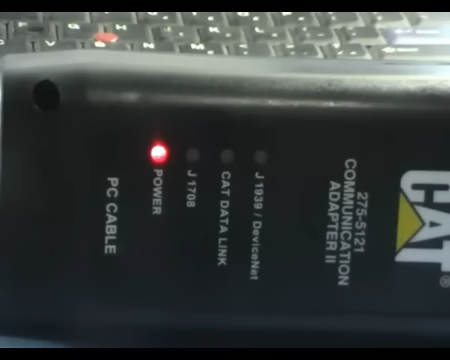 CAT®
275-5121
COMMUNICATION
ADAPTER II
J 1939 / DeviceNet
CAT DATA LINK
J 1708
POWER
PC CABLE